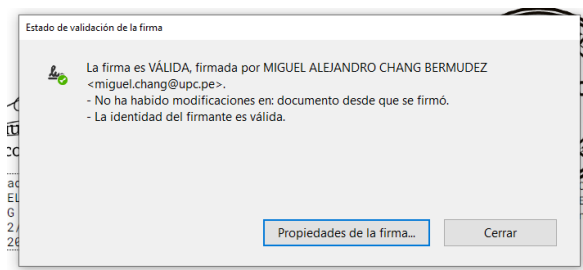 Estado de validación de la firma
La firma es VÁLIDA, firmada por MIGUEL ALEJANDRO CHANG BERMUDEZ
<miguel.chang@upc.pe>.
- No ha habido modificaciones en: documento desde que se firmó.
- La identidad del firmante es válida.
EL
G
2/
Propiedades de la firma...
Cerrar